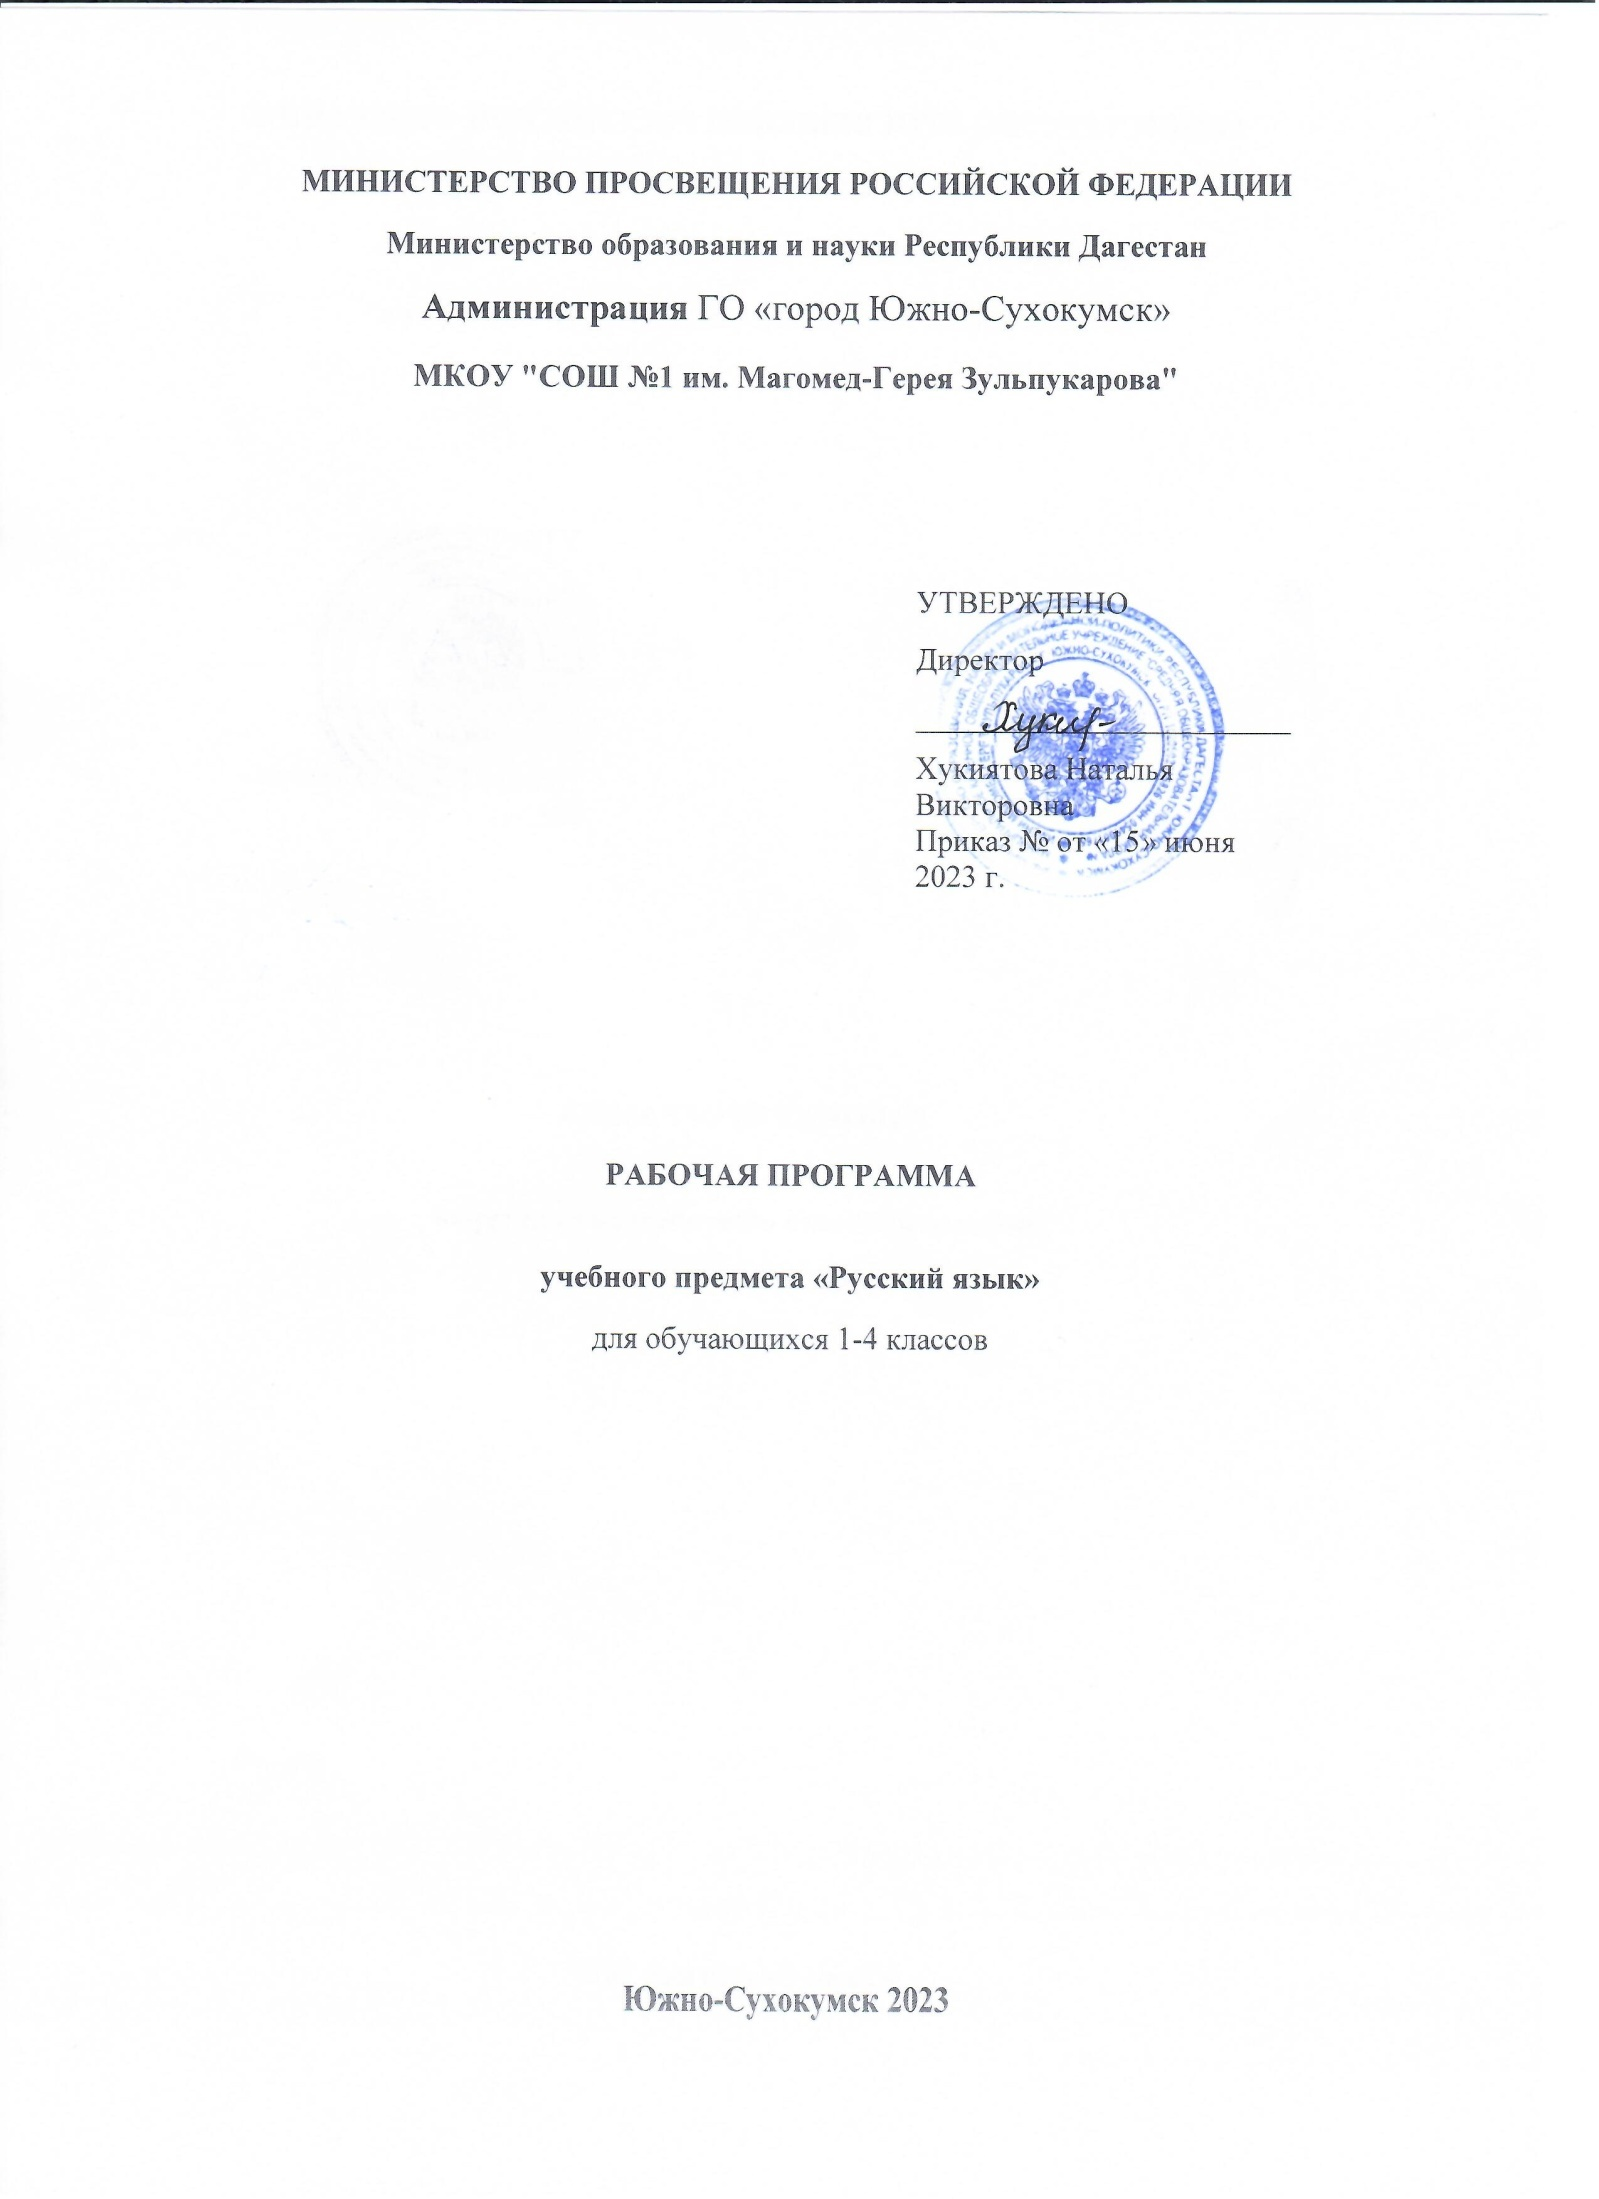 МИНИСТЕРСТВО ПРОСВЕЩЕНИЯ РОССИЙСКОЙ ФЕДЕРАЦИИ
Министерство образования и науки Республики Дагестан
Администрация ГО «город Южно-Сухокумск»
МКОУ "СОШ №1 им. Магомед-Герея Зульпукарова"
УТВЕРЖДЕНО
Директор
Хукиятова Наталья
Викторовна
Приказ № от «15» июня
2023 г.
РАБОЧАЯ ПРОГРАММА
учебного предмета «Русский язык»
для обучающихся 1-4 классов
Южно-Сухокумск 2023